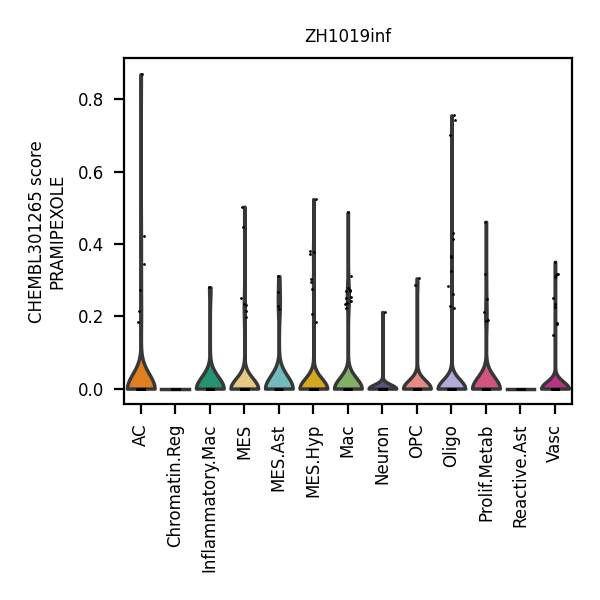 ZH1019inf
CHEMBL301265 score
PRAMIPEXOLE
0.8
0.6
0.4
0.2
0.0
AC
Chromatin.Reg
Inflammatory.Mac
MES
MES.Ast
MES.Hyp
Mac
Neuron
OPC
Oligo
Prolif.Metab
Reactive.Ast
Vasc